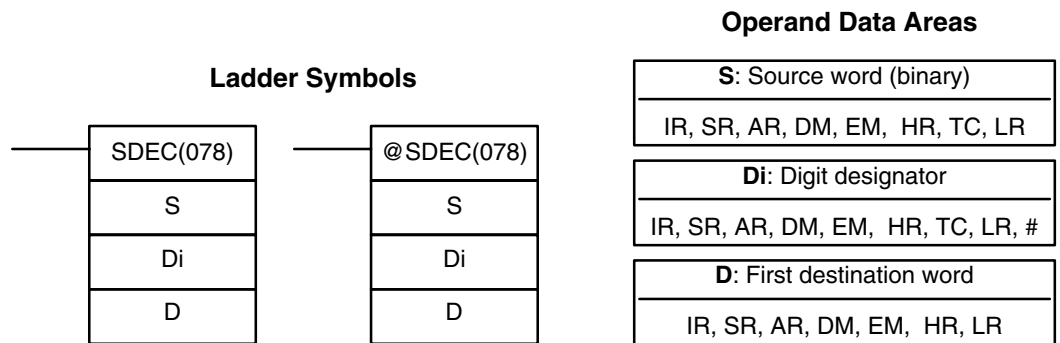 Ladder Symbols
SDEC(078)
S
Di
D
@SDEC(078)
S
Di
D
Operand Data Areas
S: Source word (binary)
IR, SR, AR, DM, EM, HR, TC, LR
Di: Digit designator
IR, SR, AR, DM, EM, HR, TC, LR, #
D: First destination word
IR, SR, AR, DM, EM, HR, LR